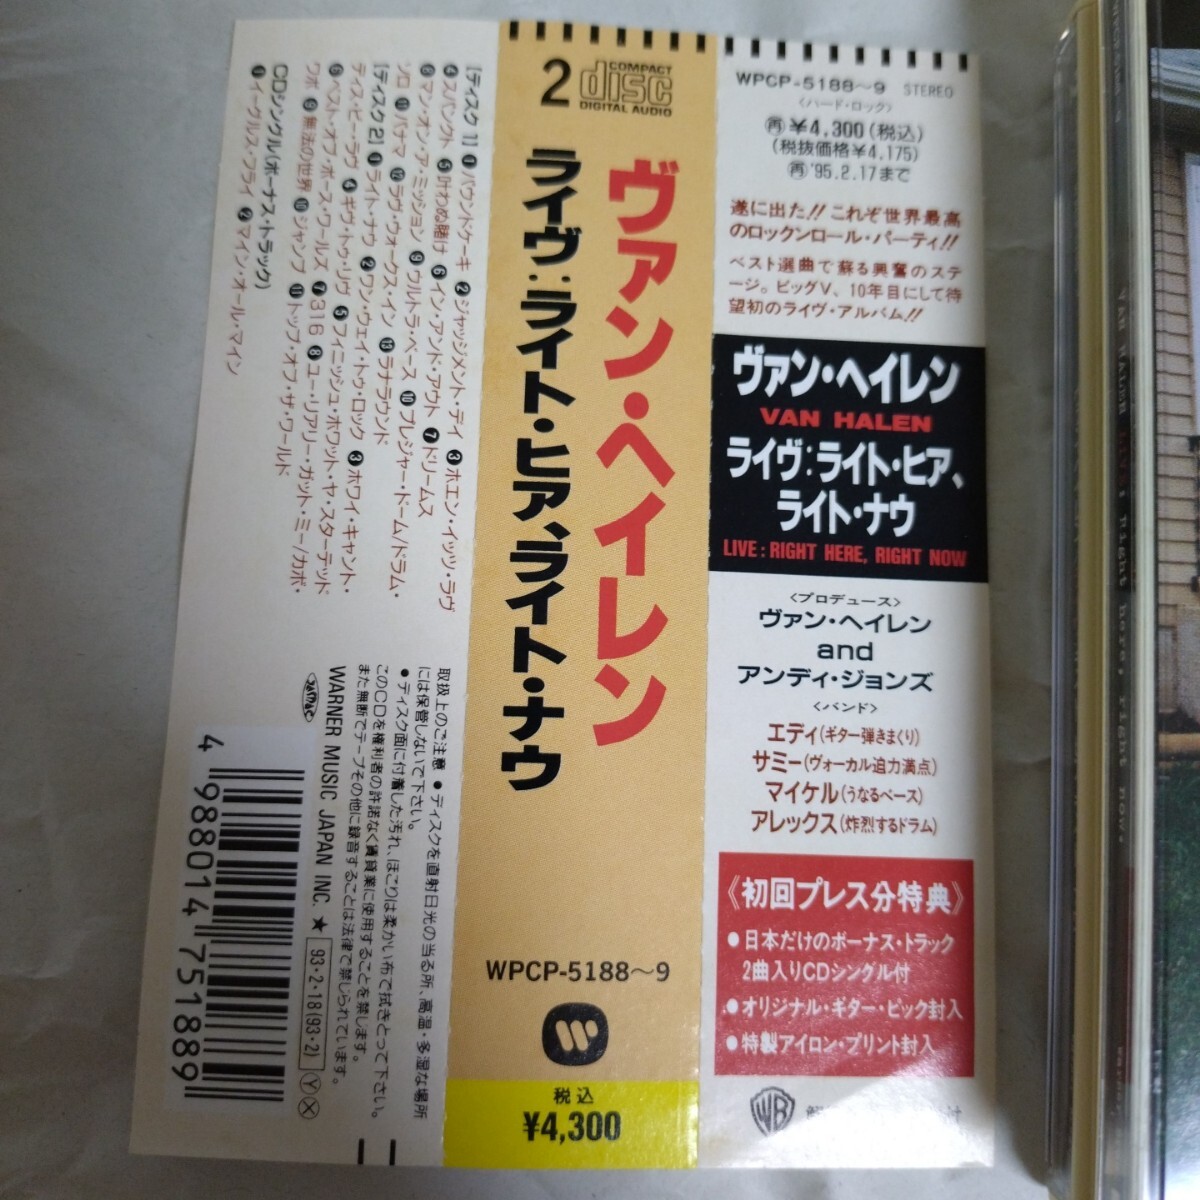 WPCP-5188〜9 STEREO
〈ハード・ロック〉
㋐¥4,300(税込)
(税抜価格¥4,175)
'95.2.17まで
遂に出た!! これぞ世界最高
のロックンロール・パーティ!!
ベスト選曲で蘇る興奮のステ
ージ。ビッグV、10年目にして待
望初のライヴ・アルバム!!
ヴァン・ヘイレン
VAN HALEN
ライヴ:ライト・ヒア、
ライト・ナウ
LIVE : RIGHT HERE, RIGHT NOW
〈プロデュース〉
ヴァン・ヘイレン
and
アンディ・ジョンズ
〈バンド〉
エディ(ギター弾きまくり)
サミー(ヴォーカル迫力満点)
マイケル(うなるベース)
アレックス(炸烈するドラム)
《初回プレス分特典》
●日本だけのボーナス・トラック
2曲入りCDシングル付
●オリジナル・ギター・ピック封入
●特製アイロン・プリント封入
WB
2
COMPACT
disc
DIGITAL AUDIO
ヴァン・ヘイレン
ライヴ:ライト・ヒア、ライト・ナウ
WPCP-5188〜9
税込
¥4,300
[ディスク 1] ❶パウンドケーキ ❷ジャッジメント・デイ ❸ホエン・イッツ・ラヴ
❹スパンクト ❺叶わぬ賭け ❻イン・アンド・アウト ❼ドリームス
❽マン・オン・ア・ミッション ❾ウルトラ・ベース ❿プレジャー・ドーム/ドラム・
ソロ ⓫パナマ ⓬ラヴ・ウォークス・イン ⓭ラナラウンド
[ディスク 2] ❶ライト・ナウ ❷ワン・ウェイ・トゥ・ロック ❸ホワイ・キャント・
ディス・ビー・ラヴ ❹ギヴ・トゥ・リヴ ❺フィニッシュ・ホワット・ヤ・スターテッド
❻ベスト・オブ・ボース・ワールズ ❼316 ❽ユー・リアリー・ガット・ミー/カボ・
ワボ ❾無法の世界 ❿ジャンプ ⓫トップ・オブ・ザ・ワールド
CDシングル(ボーナス・トラック)
❶イーグルス・フライ ❷マイン・オール・マイン
取扱上のご注意 ●ディスクを直射日光の当る所、高温・多湿な場所
には保管しないで下さい。
●ディスク面に付着した汚れ、ほこりは柔かい布で拭きとって下さい。
このCDを権利者の許諾なく賃貸業に使用することを禁じます。
また無断でテープその他に録音することは法律で禁じられています。
WARNER MUSIC JAPAN INC. ★ 93・2・18(93・2) Ⓨ Ⓧ
4 988014 751889
VAN HALEN LIVE: right here, right now.